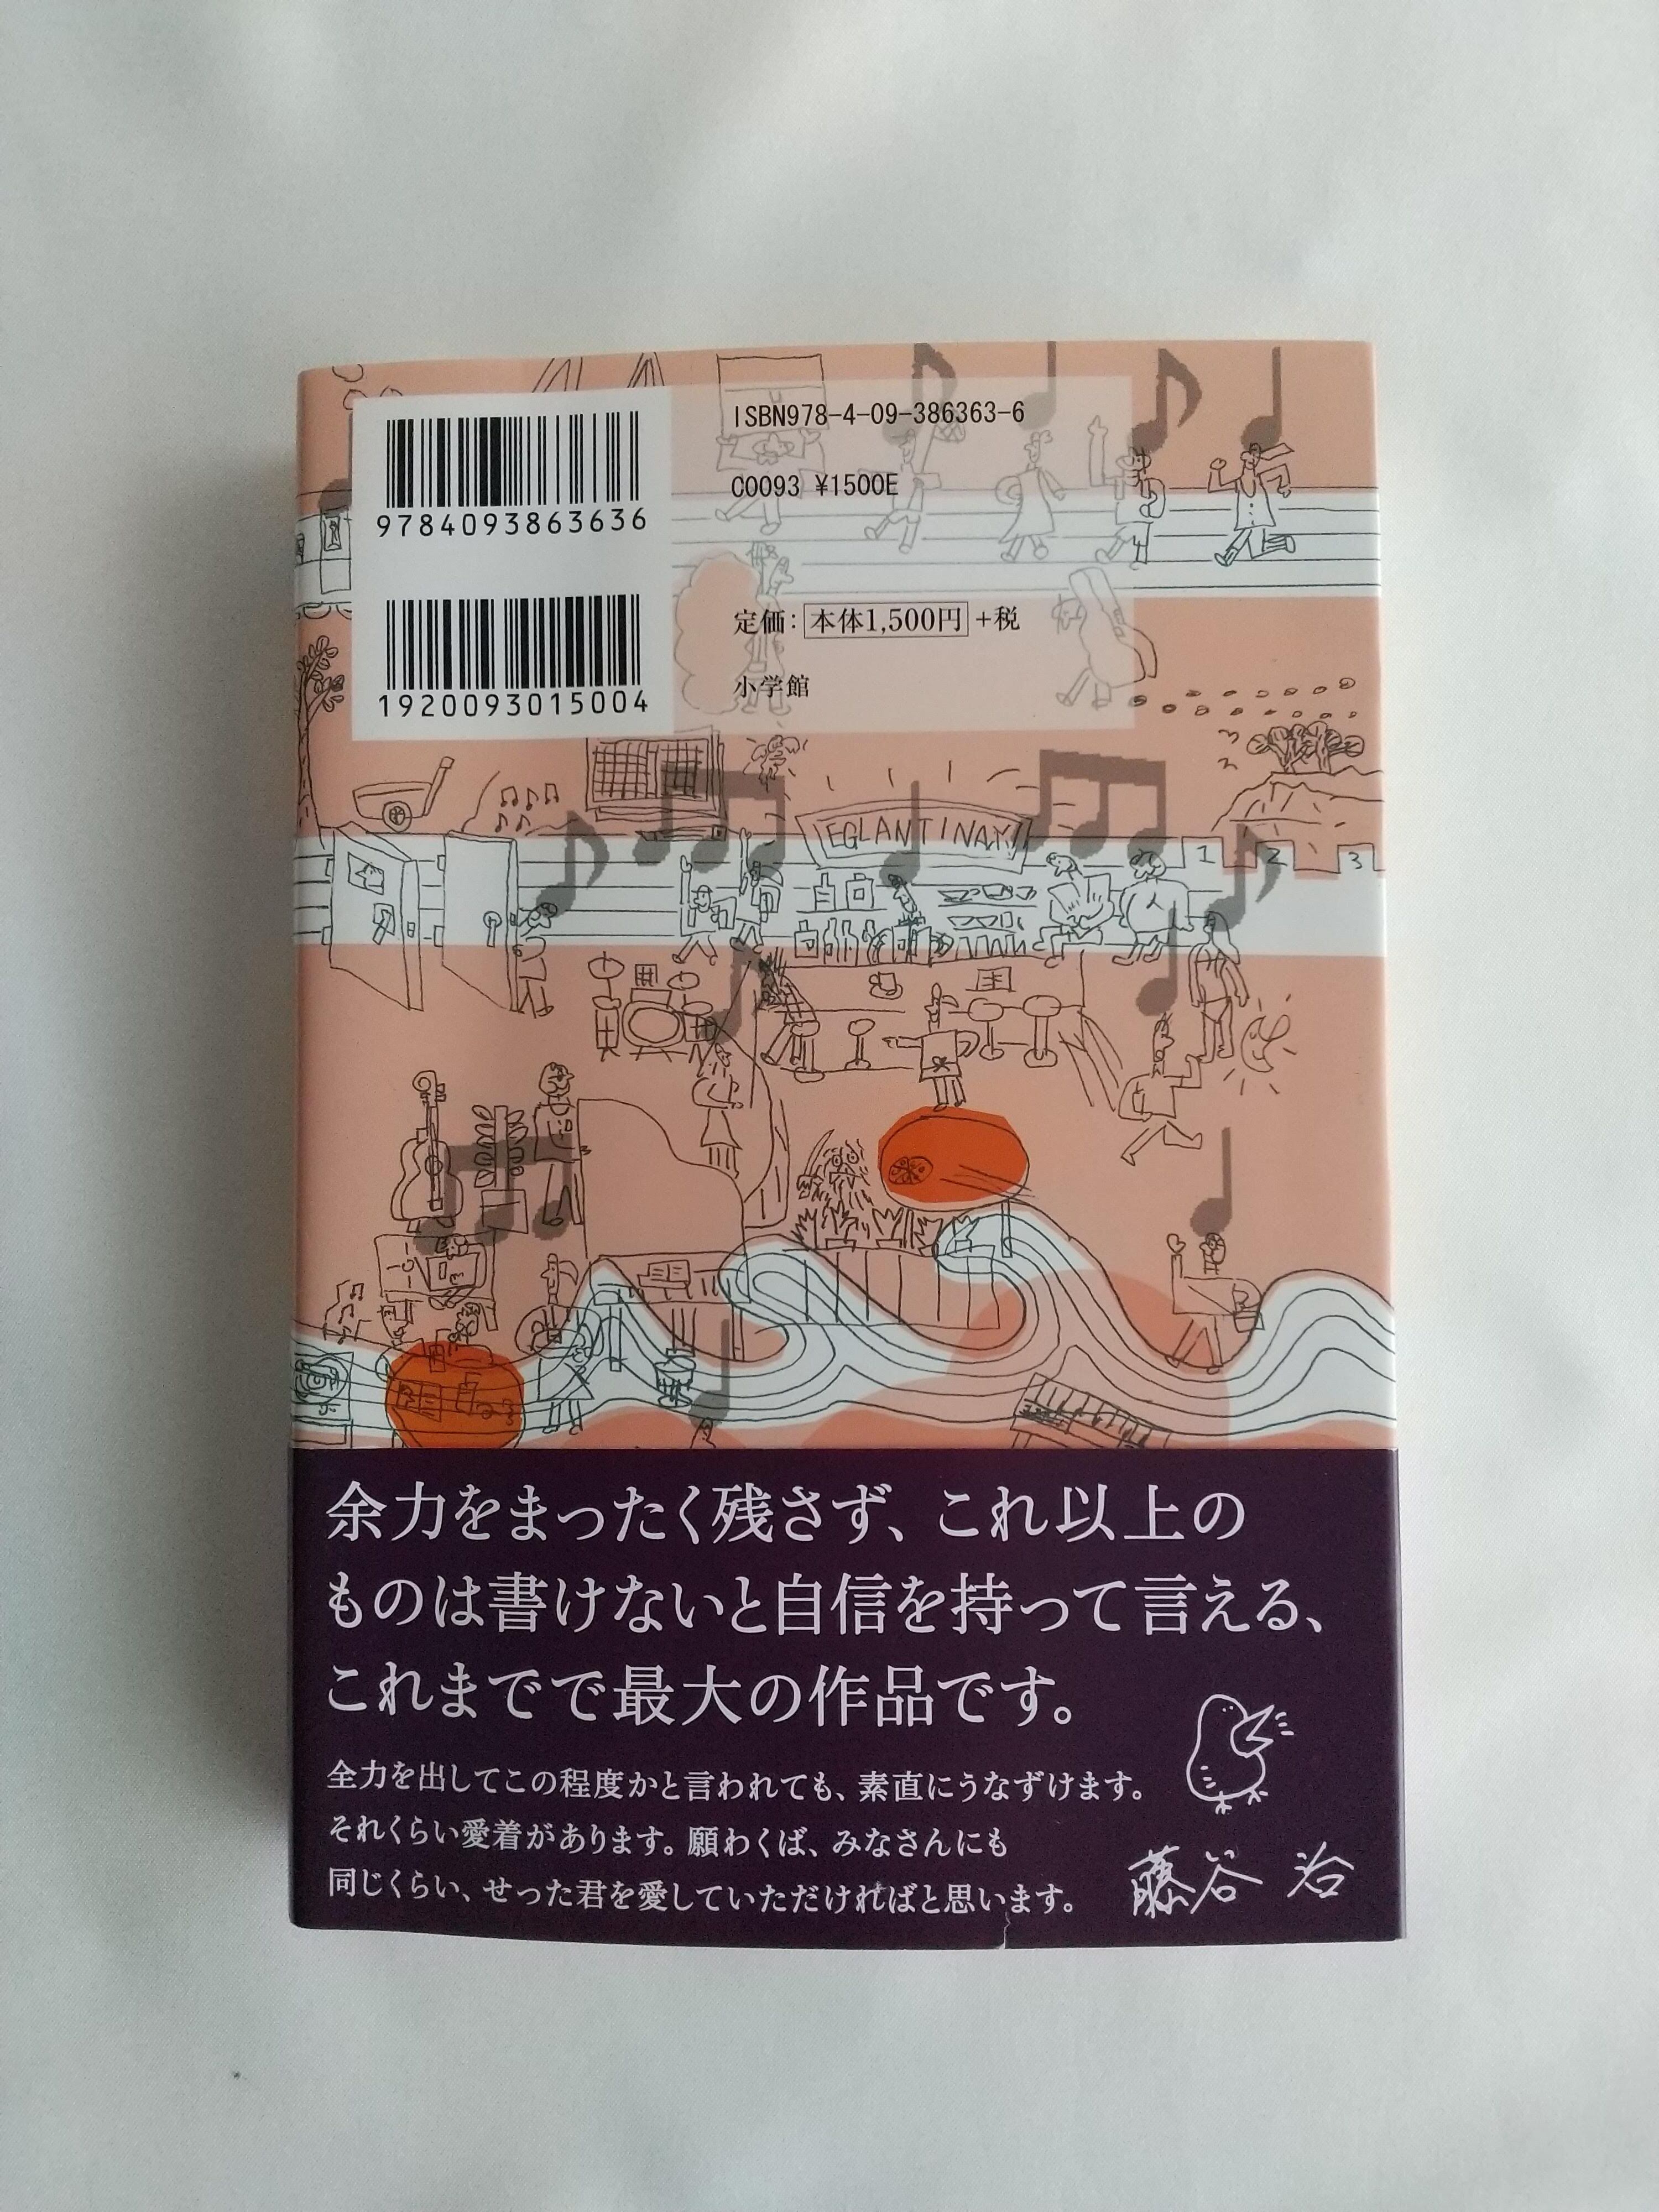 9784093863636
1920093015004
ISBN978-4-09-386363-6
C0093 ¥1500E
定価：本体1,500円+税
小学館
EGLANTINAX!
1 2 3
余力をまったく残さず、これ以上の
ものは書けないと自信を持って言える、
これまでで最大の作品です。
全力を出してこの程度かと言われても、素直にうなずけます。
それくらい愛着があります。願わくば、みなさんにも
同じくらい、せった君を愛していただければと思います。
藤谷 治